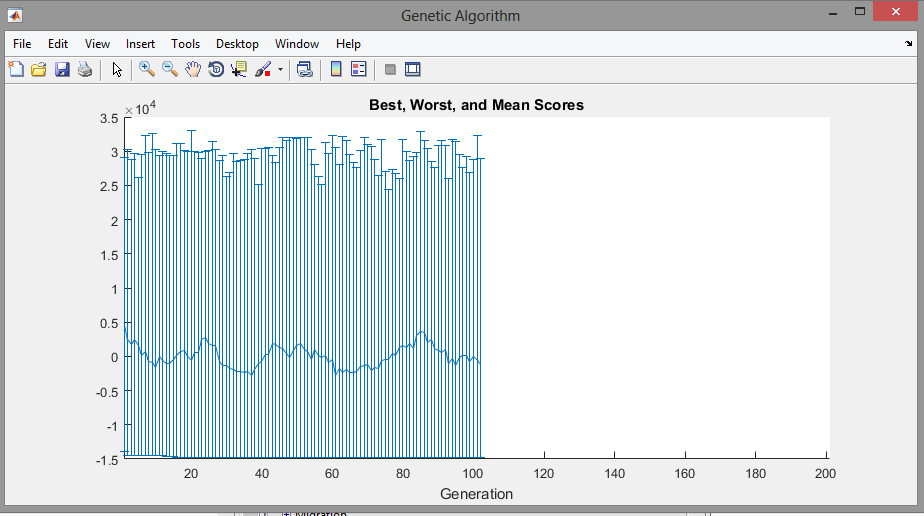 Genetic Algorithm
File Edit View Insert Tools Desktop Window Help
Best, Worst, and Mean Scores
×10⁴
3.5
3
2.5
2
1.5
1
0.5
0
-0.5
-1
-1.5
20 40 60 80 100 120 140 160 180 200
Generation
Migration